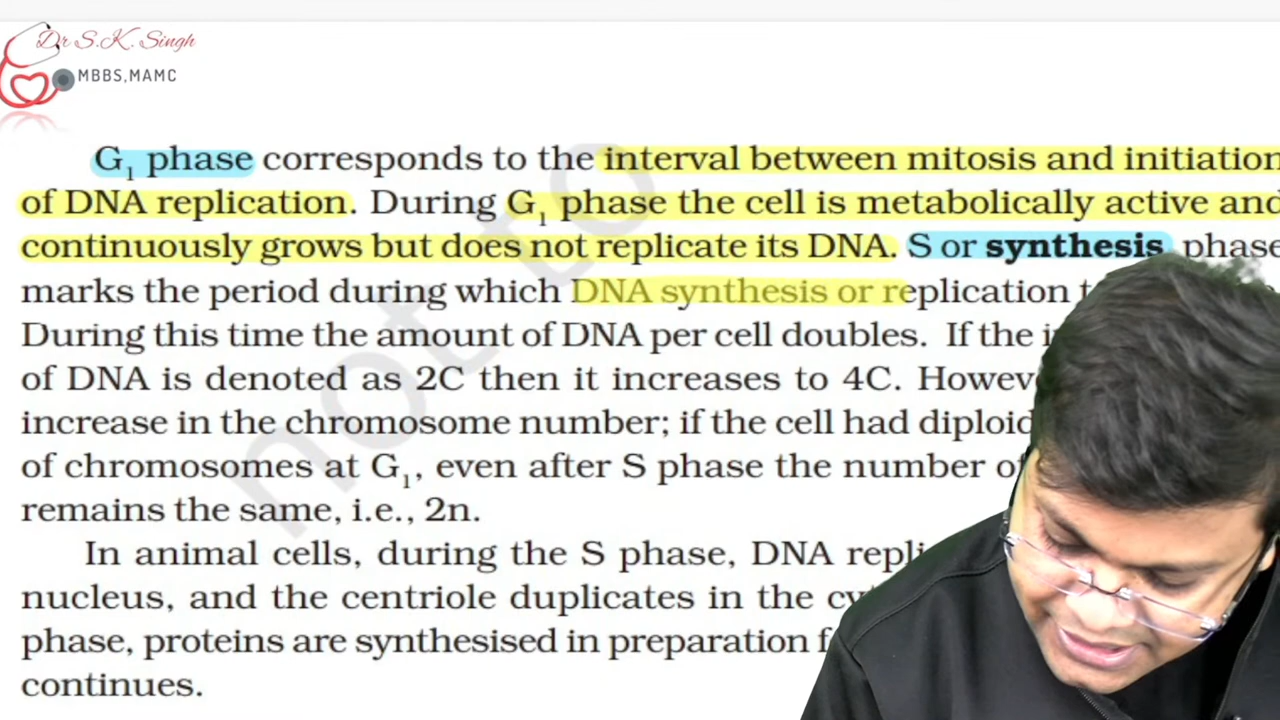 Dr S.K. Singh
MBBS,MAMC
G₁ phase corresponds to the interval between mitosis and initiation
of DNA replication. During G₁ phase the cell is metabolically active and
continuously grows but does not replicate its DNA. S or synthesis phase
marks the period during which DNA synthesis or replication
During this time the amount of DNA per cell doubles. If the
of DNA is denoted as 2C then it increases to 4C.
increase in the chromosome number; if the cell had diploid
of chromosomes at G₁, even after S phase the number
remains the same, i.e., 2n.
In animal cells, during the S phase, DNA
nucleus, and the centriole duplicates in the
phase, proteins are synthesised in preparation
continues.
not to